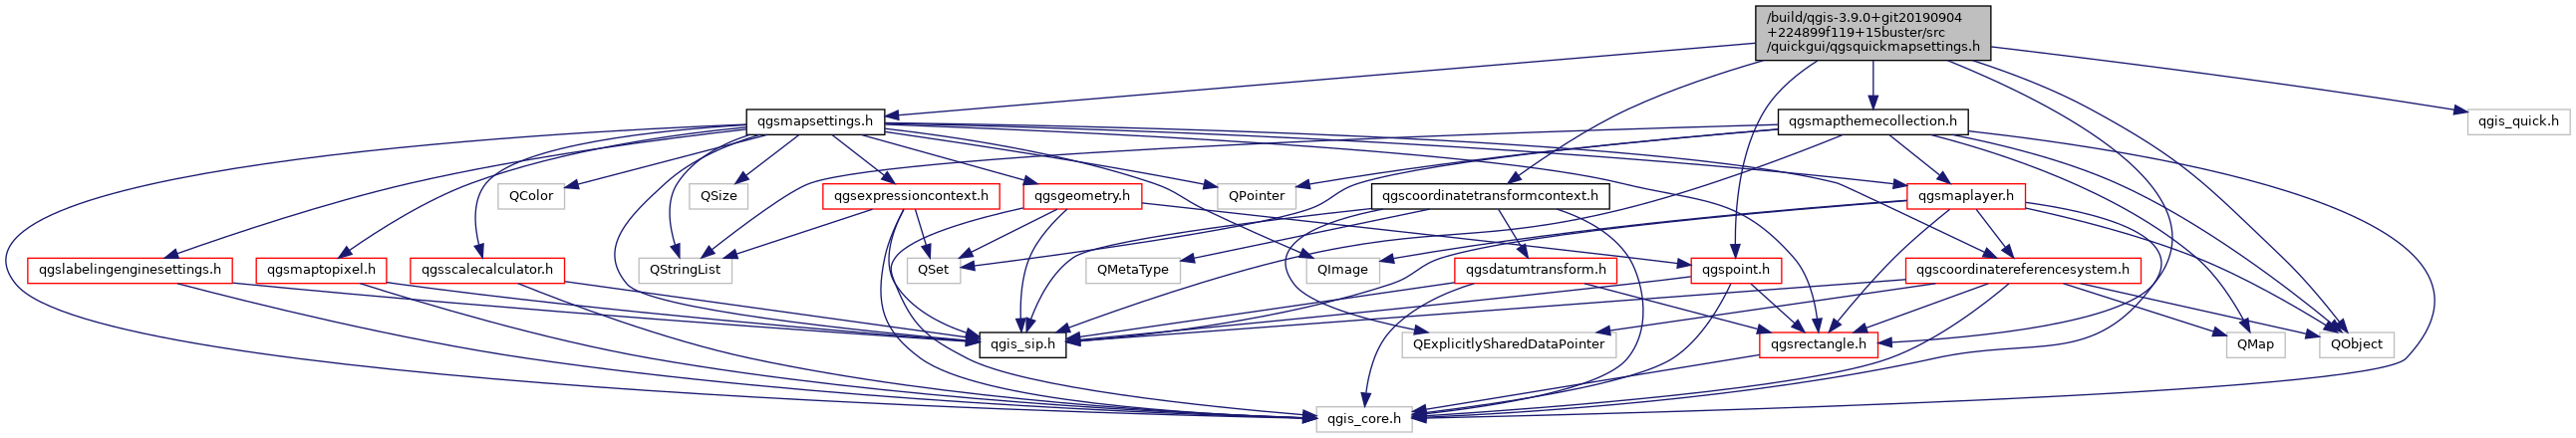 /build/qgis-3.9.0+git20190904
+224899f119+15buster/src
/quickgui/qgsquickmapsettings.h
qgsmapsettings.h
qgsmapthemecollection.h
qgis_quick.h
QColor
QSize
qgsexpressioncontext.h
qgsgeometry.h
QPointer
qgscoordinatetransformcontext.h
qgsmaplayer.h
qgslabelingenginesettings.h
qgsmaptopixel.h
qgsscalecalculator.h
QStringList
QSet
QMetaType
QImage
qgsdatumtransform.h
qgspoint.h
qgscoordinatereferencesystem.h
qgis_sip.h
QExplicitlySharedDataPointer
qgsrectangle.h
QMap
QObject
qgis_core.h